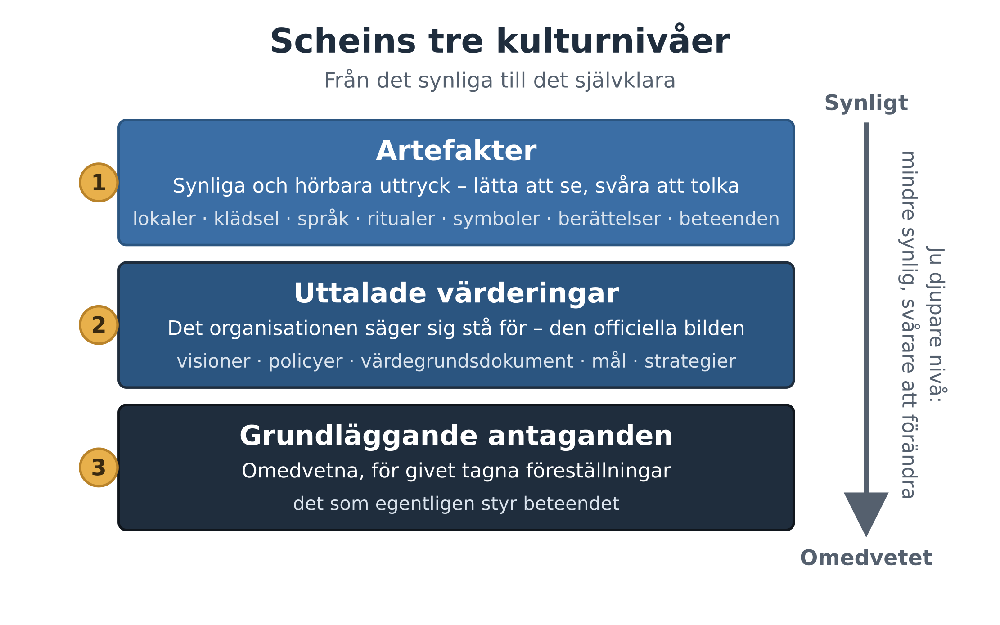 Scheins tre kulturnivåer
Från det synliga till det självklara
Synligt
1
Artefakter
Synliga och hörbara uttryck – lätta att se, svåra att tolka
lokaler · klädsel · språk · ritualer · symboler · berättelser · beteenden
2
Uttalade värderingar
Det organisationen säger sig stå för – den officiella bilden
visioner · policyer · värdegrundsdokument · mål · strategier
3
Grundläggande antaganden
Omedvetna, för givet tagna föreställningar
det som egentligen styr beteendet
Ju djupare nivå:
mindre synlig, svårare att förändra
Omedvetet